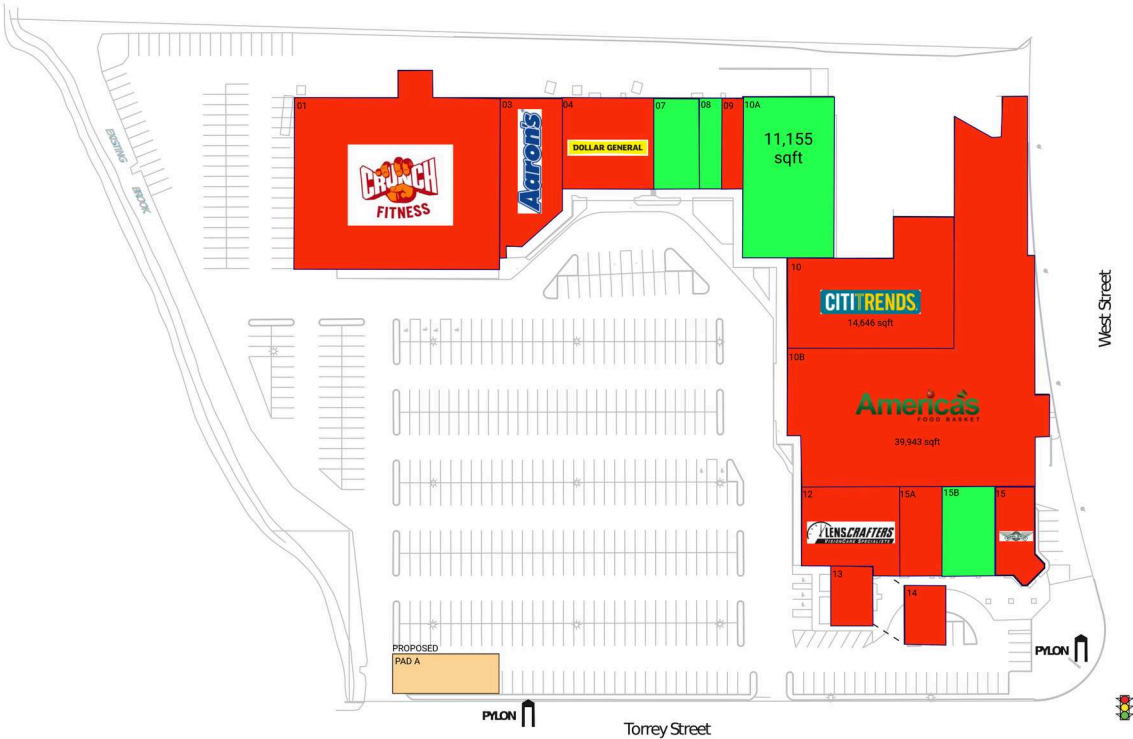 01
CRUNCH
FITNESS
03
Aaron's
04
DOLLAR GENERAL
07
08
09
10A
11,155
sqft
EXISTING
BROOK
10
CITITRENDS
14,646 sqft
West Street
10B
America's
FOOD BASKET
39,943 sqft
12
LENSCRAFTERS
VISIONCARE SPECIALISTS
15A
15B
15
13
14
PROPOSED
PAD A
PYLON
PYLON
Torrey Street